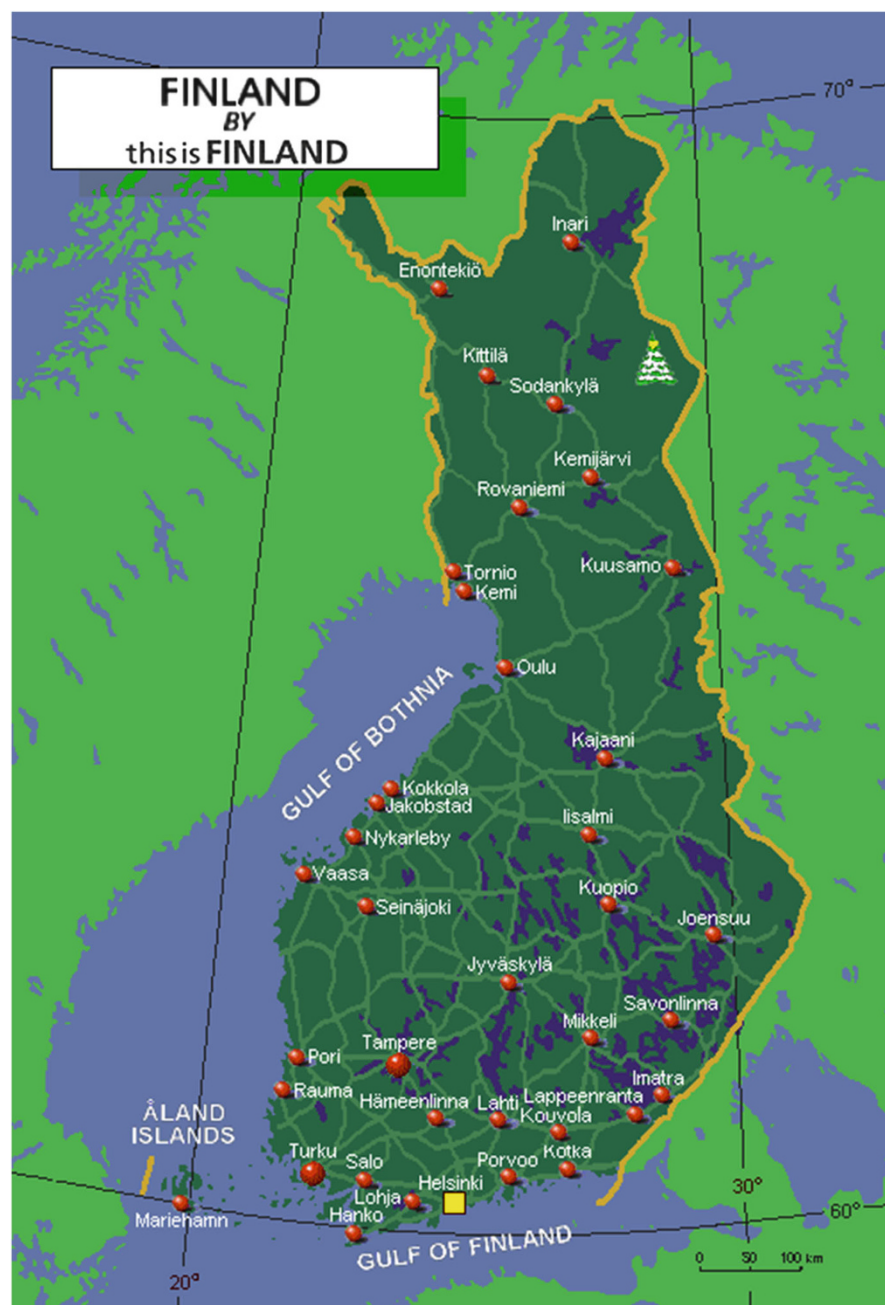 FINLAND
BY
this is FINLAND
70°
Inari
Enontekiö
Kittilä
Sodankylä
Kemijärvi
Rovaniemi
Tornio
Kuusamo
Kemi
Oulu
GULF OF BOTHNIA
Kajaani
Kokkola
Jakobstad
Iisalmi
Nykarleby
Vaasa
Kuopio
Seinäjoki
Joensuu
Jyväskylä
Savonlinna
Mikkeli
Tampere
Pori
Imatra
Rauma
Hämeenlinna
Lahti
Lappeenranta
Kouvola
ÅLAND
ISLANDS
Turku
Salo
Porvoo
Kotka
Helsinki
Lohja
30°
Mariehamn
Hanko
60°
GULF OF FINLAND
0 50 100 km
20°